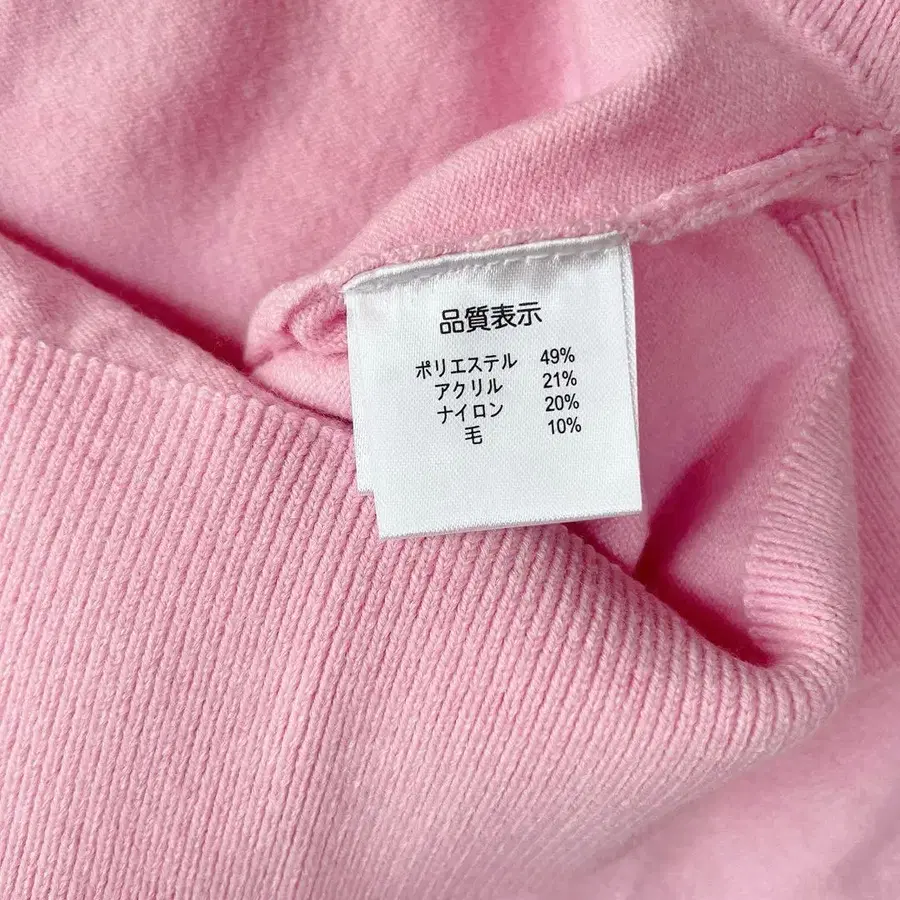 品質表示
ポリエステル 49%
アクリル 21%
ナイロン 20%
毛 10%